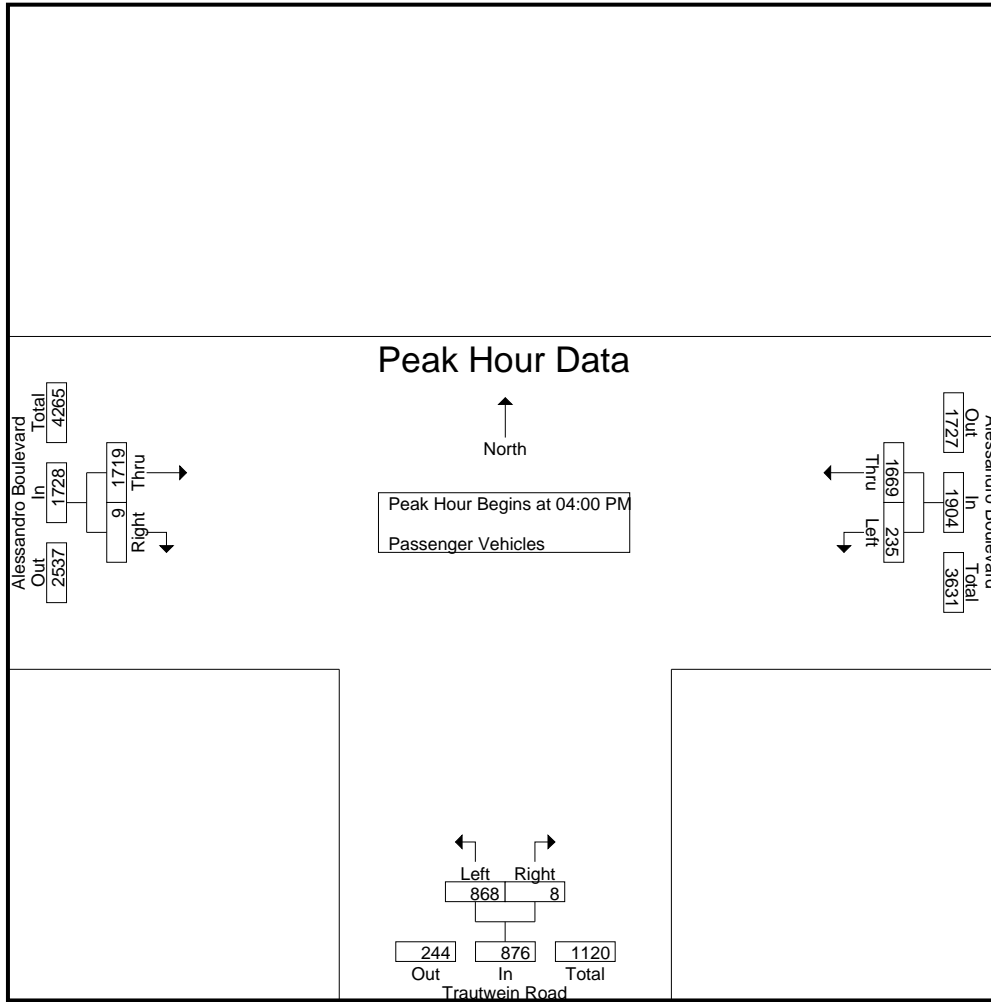 Peak Hour Data
North
Peak Hour Begins at 04:00 PM
Passenger Vehicles
Alessandro Boulevard
Total
4265
In
1728
Out
2537
Thru
1719
Right
9
Alessandro Boulevard
Out
1727
In
1904
Total
3631
Thru
1669
Left
235
Left Right
868 8
244 876 1120
Out In Total
Trautwein Road